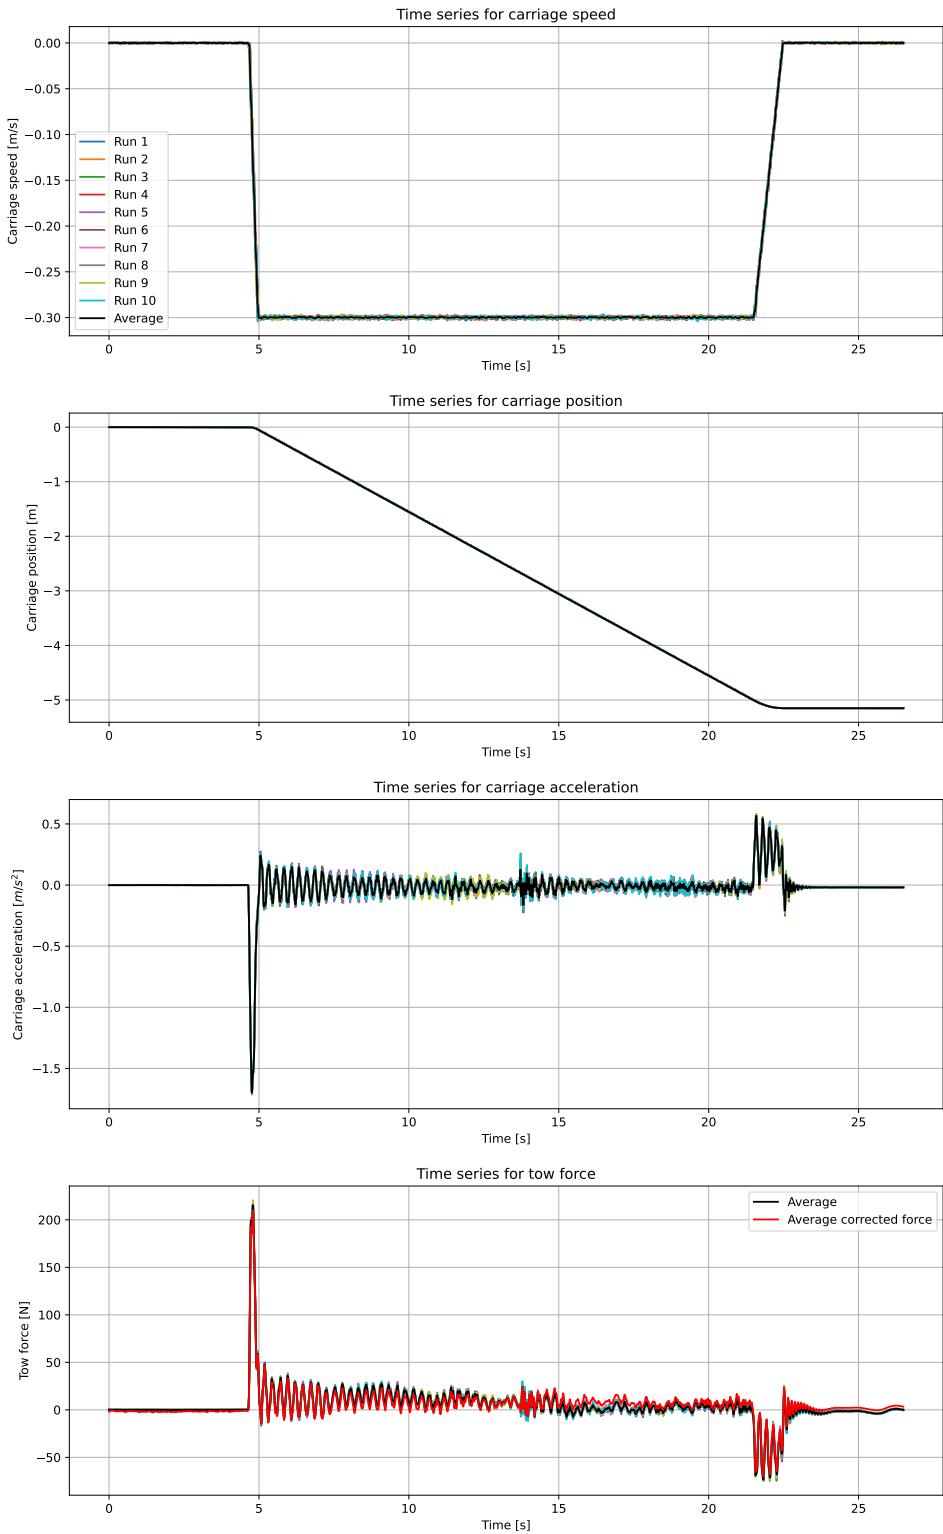 Time series for carriage speed
Carriage speed [m/s]
0.00
−0.05
−0.10
−0.15
−0.20
−0.25
−0.30
Run 1
Run 2
Run 3
Run 4
Run 5
Run 6
Run 7
Run 8
Run 9
Run 10
Average
0 5 10 15 20 25
Time [s]
Time series for carriage position
Carriage position [m]
0
−1
−2
−3
−4
−5
0 5 10 15 20 25
Time [s]
Time series for carriage acceleration
Carriage acceleration [m/s²]
0.5
0.0
−0.5
−1.0
−1.5
0 5 10 15 20 25
Time [s]
Time series for tow force
Tow force [N]
200
150
100
50
0
−50
Average
Average corrected force
0 5 10 15 20 25
Time [s]